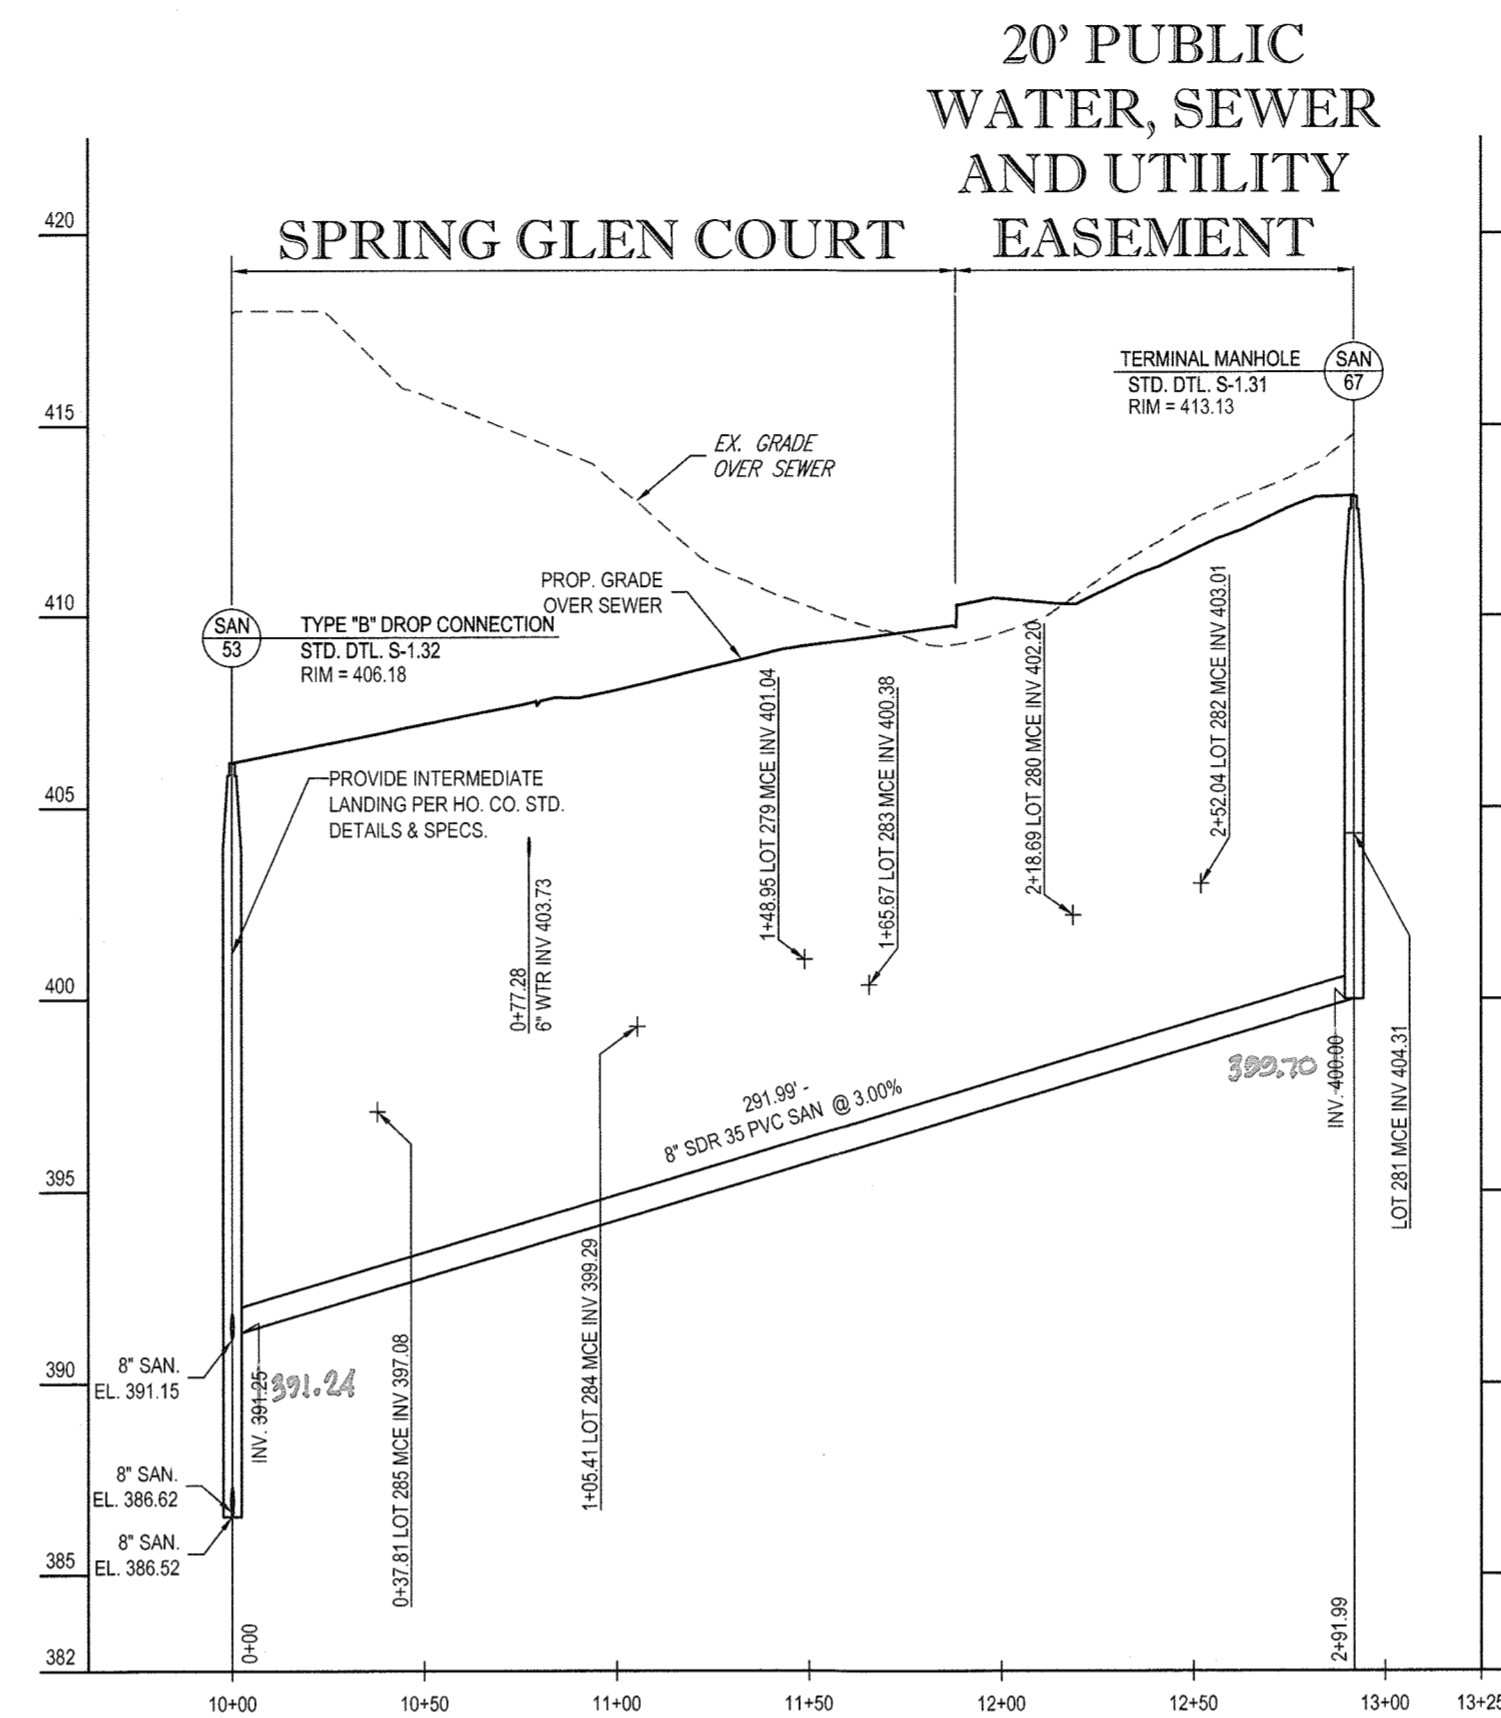 20' PUBLIC
WATER, SEWER
AND UTILITY
EASEMENT
SPRING GLEN COURT
420
415
410
405
400
395
390
385
382
TERMINAL MANHOLE
STD. DTL. S-1.31
RIM = 413.13
SAN
67
EX. GRADE
OVER SEWER
PROP. GRADE
OVER SEWER
SAN
53
TYPE "B" DROP CONNECTION
STD. DTL. S-1.32
RIM = 406.18
PROVIDE INTERMEDIATE
LANDING PER HO. CO. STD.
DETAILS & SPECS.
0+77.28
6" WTR INV 403.73
1+48.95 LOT 279 MCE INV 401.04
1+65.67 LOT 283 MCE INV 400.38
2+18.69 LOT 280 MCE INV 402.20
2+52.04 LOT 282 MCE INV 403.01
291.99' -
8" SDR 35 PVC SAN @ 3.00%
399.70
INV. 400.00
LOT 281 MCE INV 404.31
8" SAN.
EL. 391.15
INV. 391.25
391.24
0+37.81 LOT 285 MCE INV 397.08
1+05.41 LOT 284 MCE INV 399.29
8" SAN.
EL. 386.62
8" SAN.
EL. 386.52
0+00
2+91.99
10+00
10+50
11+00
11+50
12+00
12+50
13+00
13+25